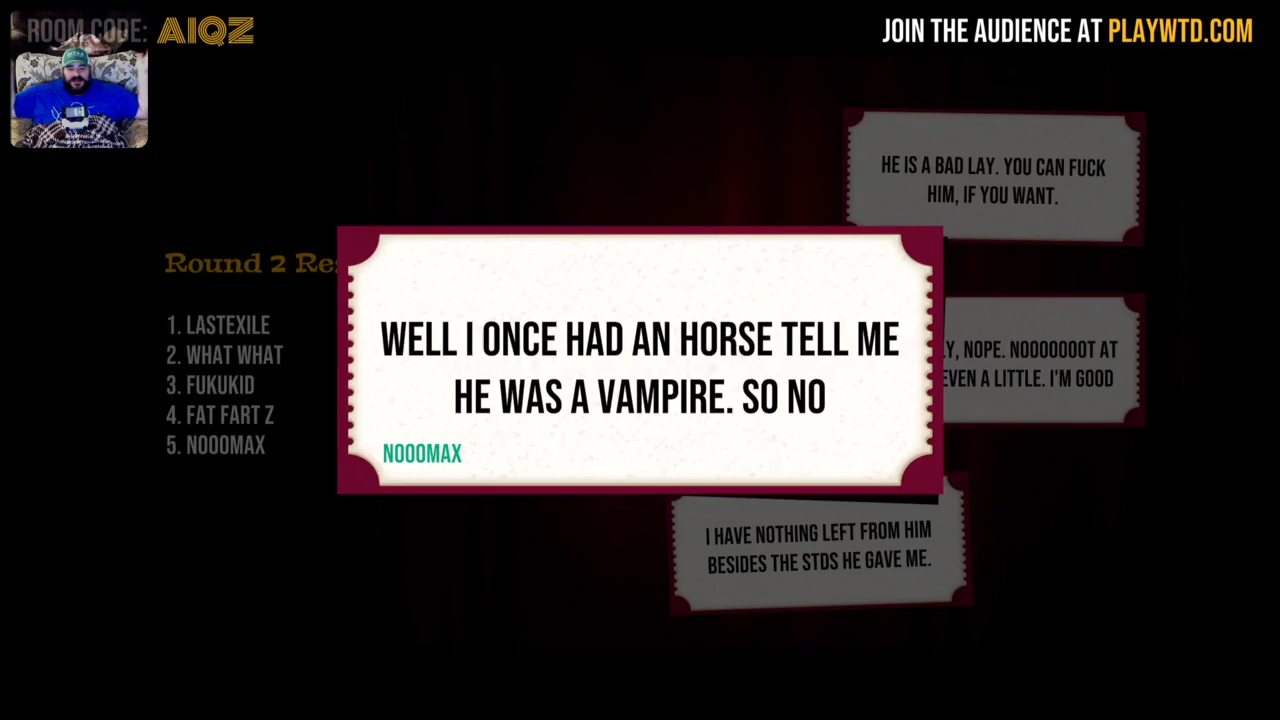 ROOM CODE: AIQZ
JOIN THE AUDIENCE AT PLAYWTD.COM
HE IS A BAD LAY. YOU CAN FUCK
HIM, IF YOU WANT.
Round 2 Re
1. LASTEXILE
2. WHAT WHAT
3. FUKUKID
4. FAT FART Z
5. NOOOMAX
WELL I ONCE HAD AN HORSE TELL ME
HE WAS A VAMPIRE. SO NO
NOOOMAX
Y, NOPE. NOOOOOOOT AT
EVEN A LITTLE. I'M GOOD
I HAVE NOTHING LEFT FROM HIM
BESIDES THE STDS HE GAVE ME.